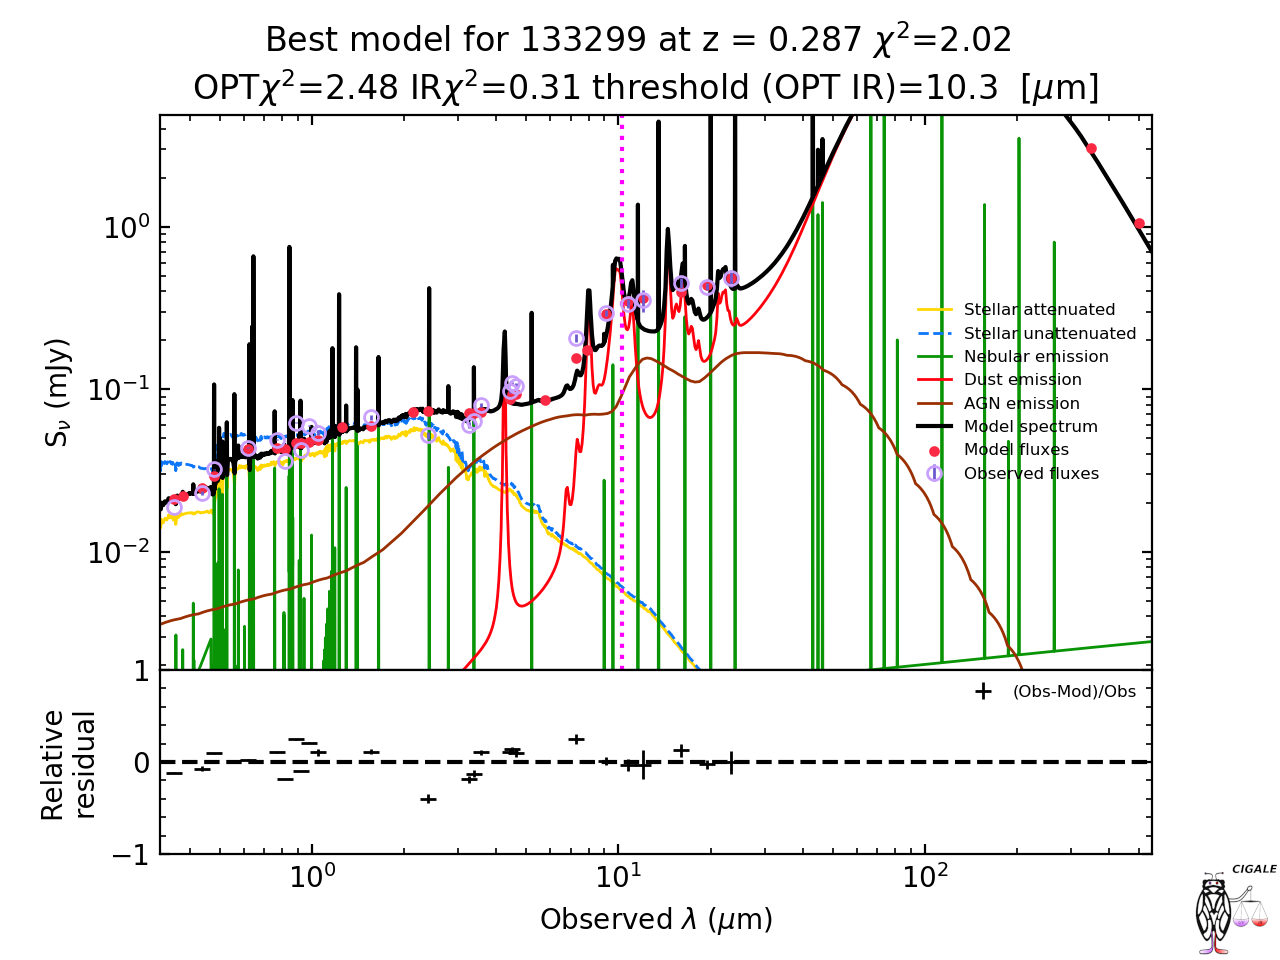 Best model for 133299 at z = 0.287 χ²=2.02
OPTχ²=2.48 IRχ²=0.31 threshold (OPT IR)=10.3 [μm]
10⁰
10⁻¹
10⁻²
Sν (mJy)
Stellar attenuated
Stellar unattenuated
Nebular emission
Dust emission
AGN emission
Model spectrum
Model fluxes
Observed fluxes
1
0
−1
Relative
residual
(Obs-Mod)/Obs
10⁰
10¹
10²
Observed λ (μm)
CIGALE